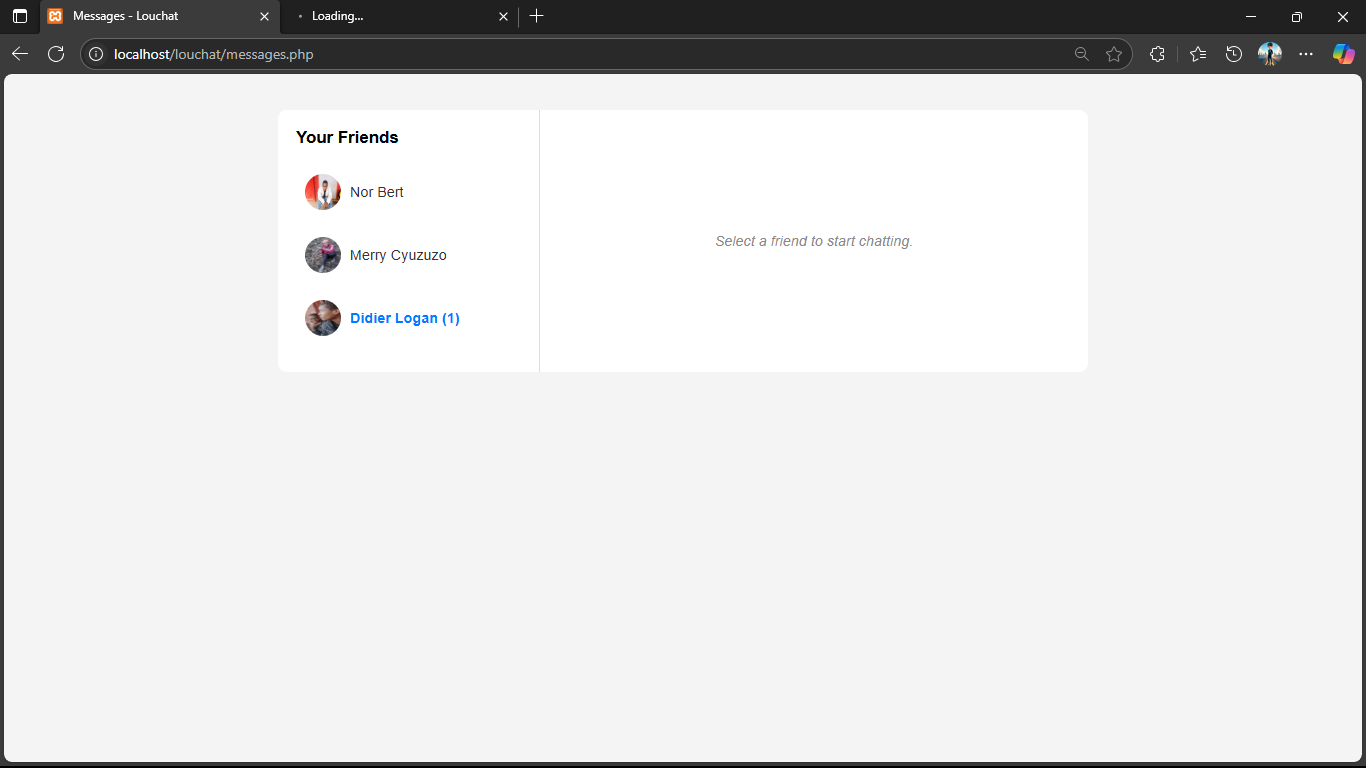 Messages - Louchat
Loading...
localhost/louchat/messages.php
Your Friends
Nor Bert
Merry Cyuzuzo
Didier Logan (1)
Select a friend to start chatting.